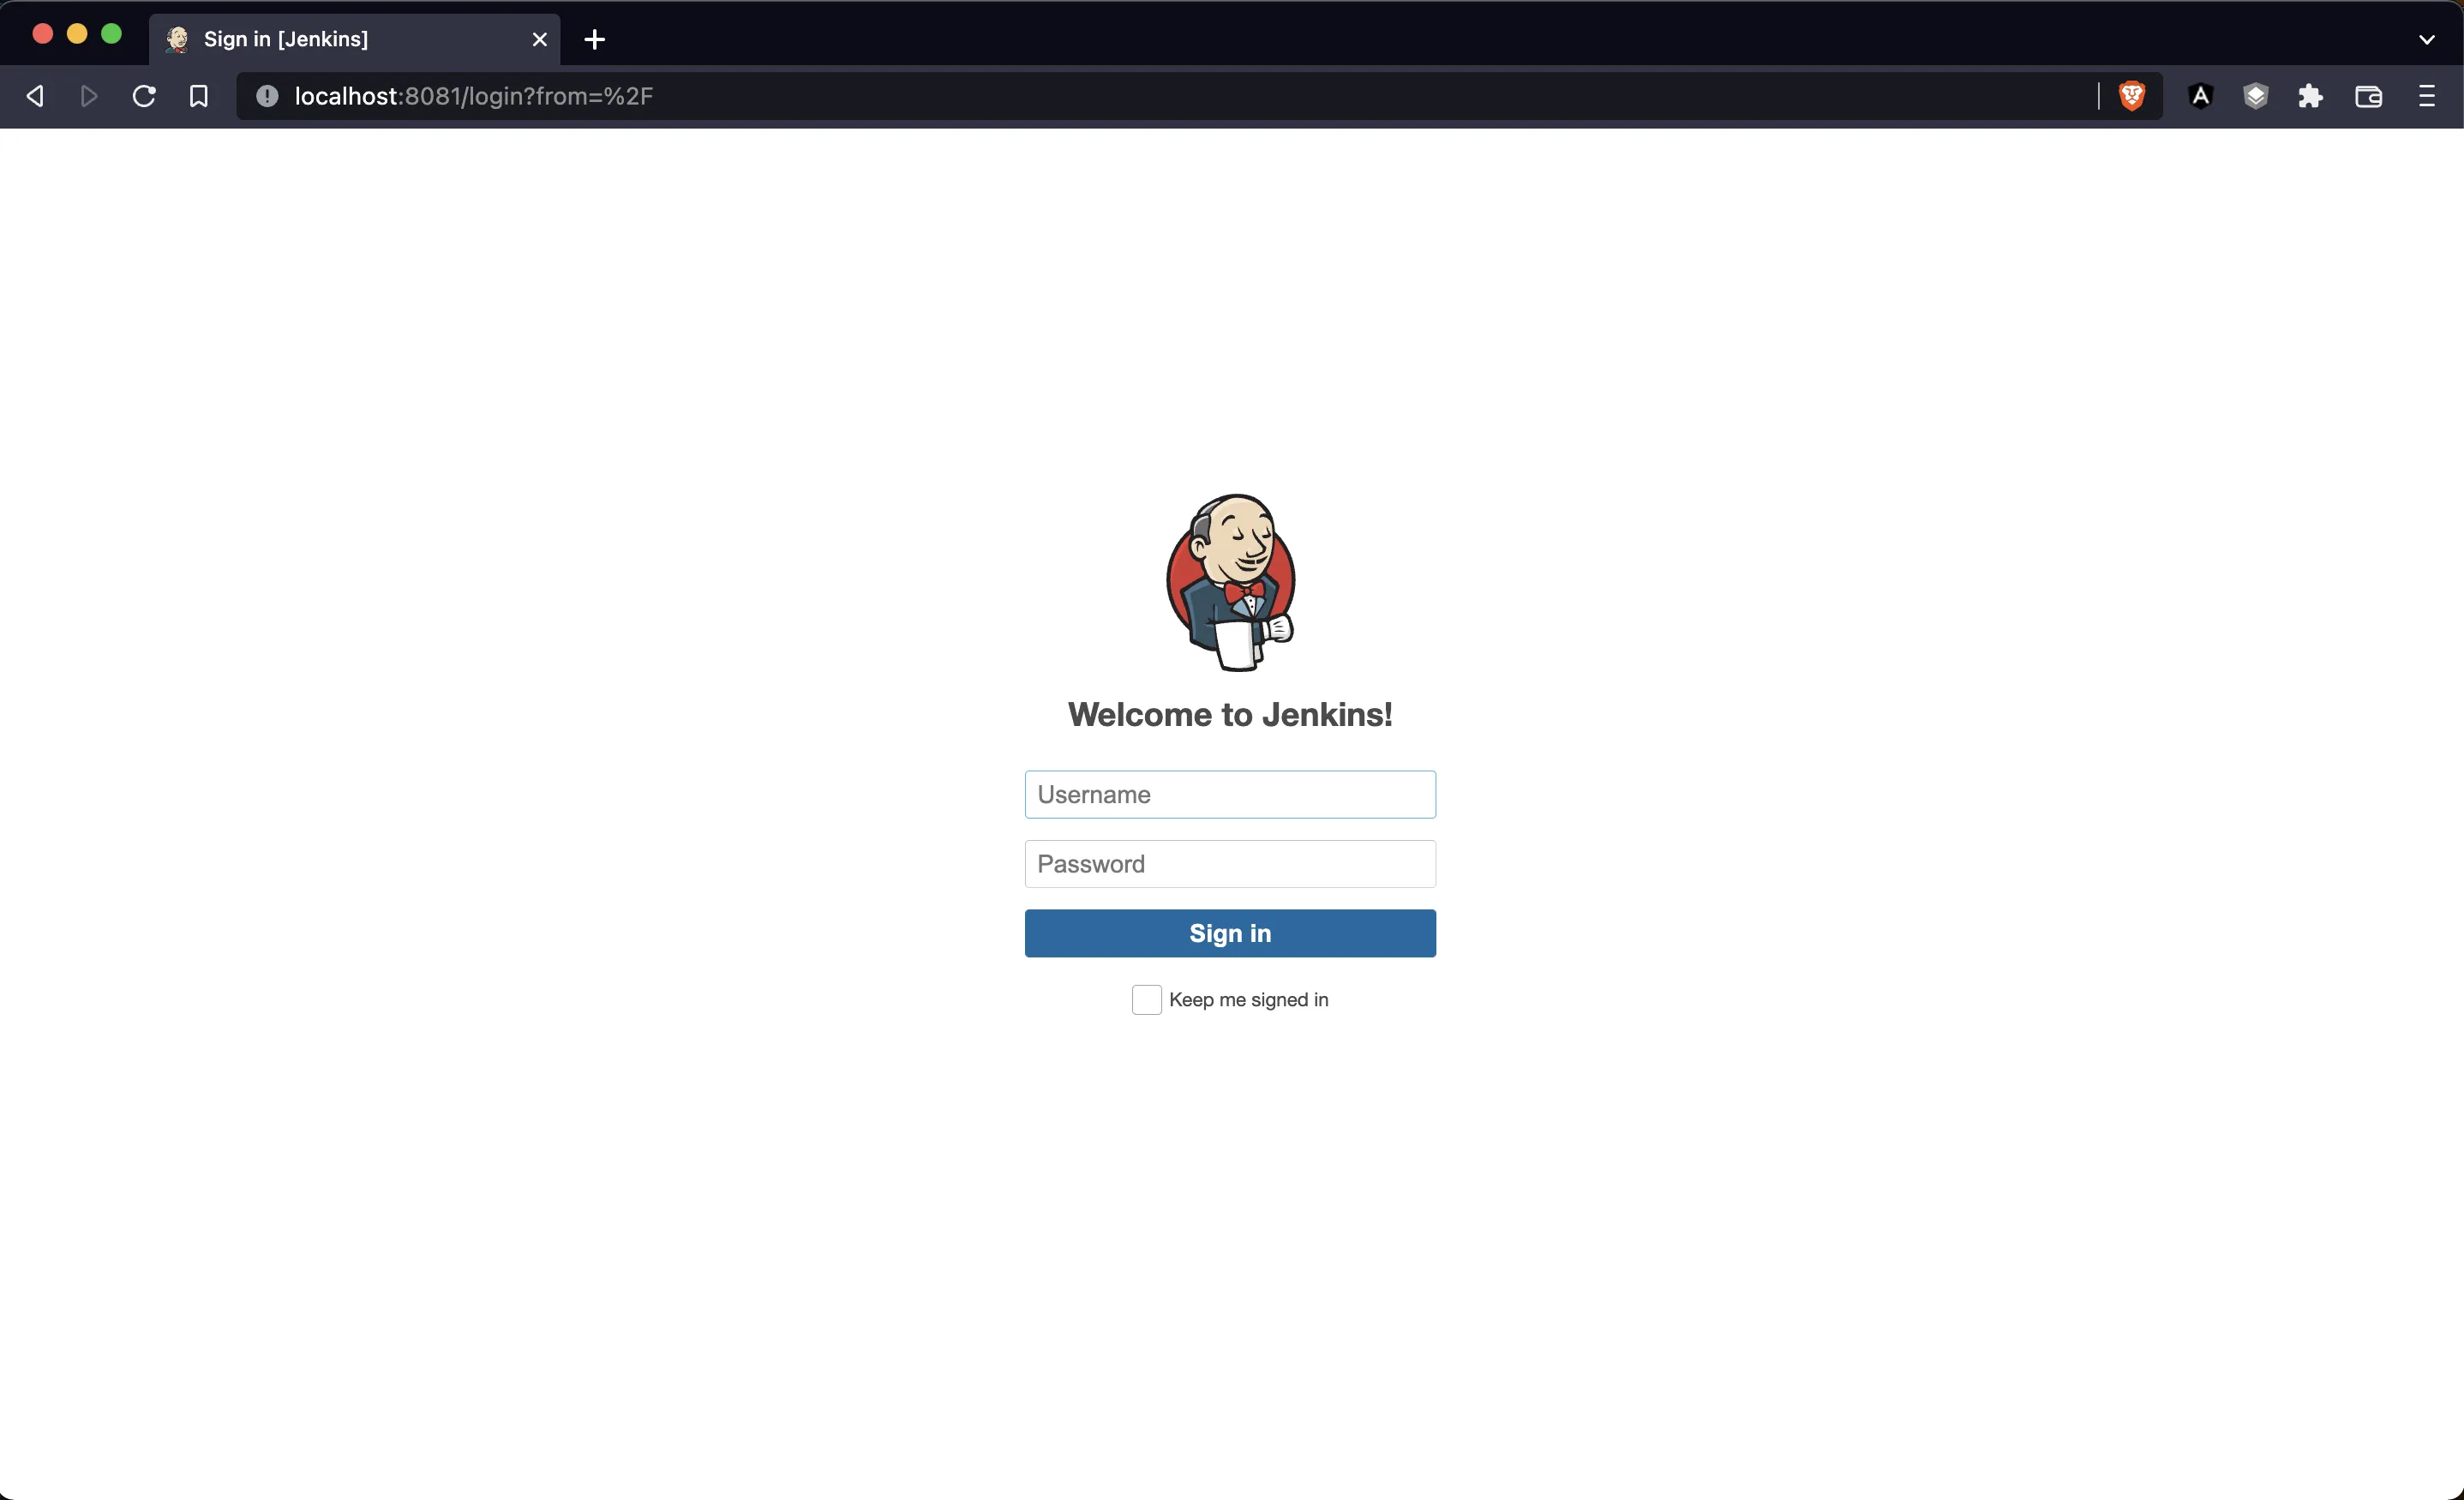 Sign in [Jenkins]
localhost:8081/login?from=%2F
Welcome to Jenkins!
Username
Password
Sign in
Keep me signed in